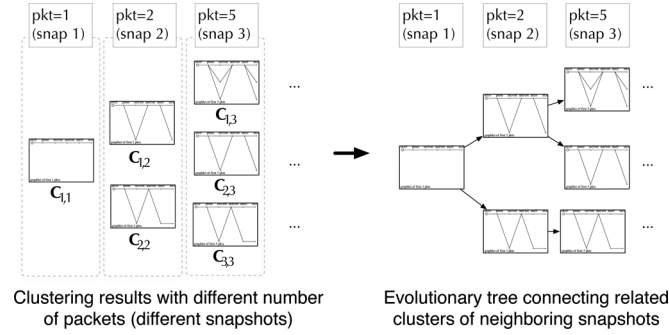 pkt=1
(snap 1)
pkt=2
(snap 2)
pkt=5
(snap 3)
pkt=1
(snap 1)
pkt=2
(snap 2)
pkt=5
(snap 3)
...
C1,3
...
C1,2
C2,3
...
C1,1
C2,2
C3,3
...
...
...
Clustering results with different number
of packets (different snapshots)
Evolutionary tree connecting related
clusters of neighboring snapshots